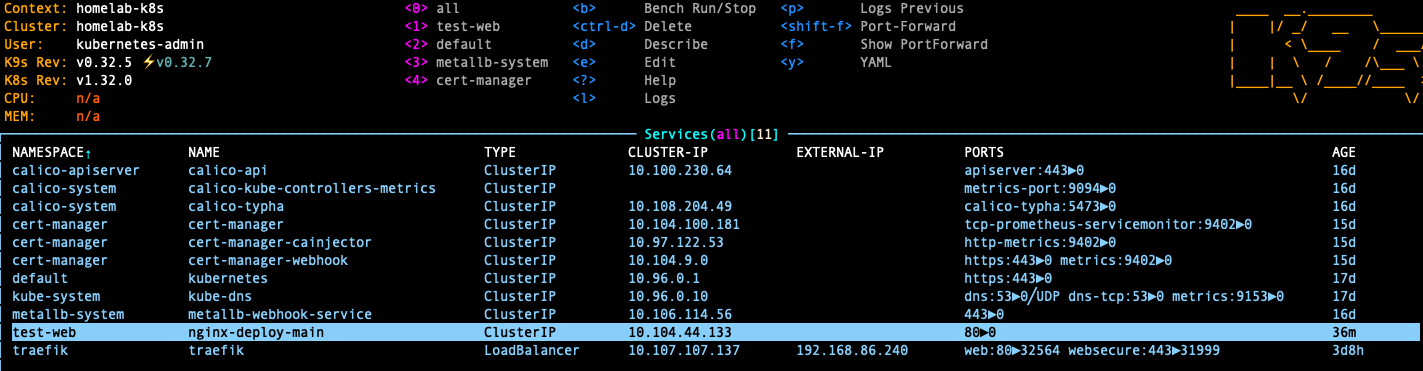 Context: homelab-k8s <0> all <b> Bench Run/Stop <p> Logs Previous
Cluster: homelab-k8s <1> test-web <ctrl-d> Delete <shift-f> Port-Forward
User: kubernetes-admin <2> default <d> Describe <f> Show PortForward
K9s Rev: v0.32.5 ⚡v0.32.7 <3> metallb-system <e> Edit <y> YAML
K8s Rev: v1.32.0 <4> cert-manager <?> Help
CPU: n/a <l> Logs
MEM: n/a
Services(all)[11]
NAMESPACE↑ NAME TYPE CLUSTER-IP EXTERNAL-IP PORTS AGE
calico-apiserver calico-api ClusterIP 10.100.230.64 apiserver:443►0 16d
calico-system calico-kube-controllers-metrics ClusterIP metrics-port:9094►0 16d
calico-system calico-typha ClusterIP 10.108.204.49 calico-typha:5473►0 16d
cert-manager cert-manager ClusterIP 10.104.100.181 tcp-prometheus-servicemonitor:9402►0 15d
cert-manager cert-manager-cainjector ClusterIP 10.97.122.53 http-metrics:9402►0 15d
cert-manager cert-manager-webhook ClusterIP 10.104.9.0 https:443►0 metrics:9402►0 15d
default kubernetes ClusterIP 10.96.0.1 https:443►0 17d
kube-system kube-dns ClusterIP 10.96.0.10 dns:53►0╱UDP dns-tcp:53►0 metrics:9153►0 17d
metallb-system metallb-webhook-service ClusterIP 10.106.114.56 443►0 16d
test-web nginx-deploy-main ClusterIP 10.104.44.133 80►0 36m
traefik traefik LoadBalancer 10.107.107.137 192.168.86.240 web:80►32564 websecure:443►31999 3d8h